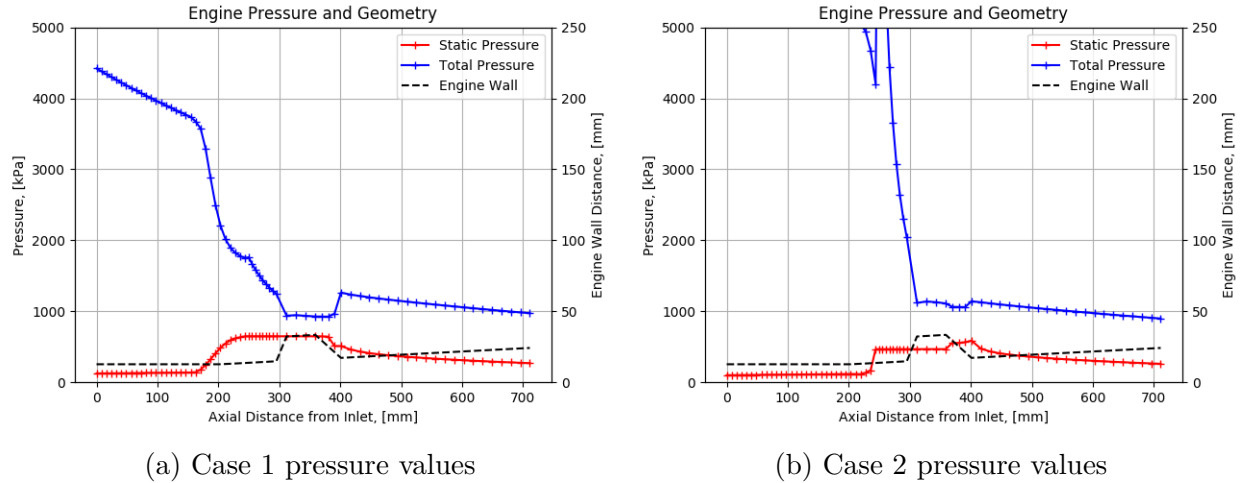 Engine Pressure and Geometry
5000
4000
3000
2000
1000
0
Pressure, [kPa]
250
200
150
100
50
0
Engine Wall Distance, [mm]
Static Pressure
Total Pressure
Engine Wall
0 100 200 300 400 500 600 700
Axial Distance from Inlet, [mm]
(a) Case 1 pressure values
Engine Pressure and Geometry
5000
4000
3000
2000
1000
0
Pressure, [kPa]
250
200
150
100
50
0
Engine Wall Distance, [mm]
Static Pressure
Total Pressure
Engine Wall
0 100 200 300 400 500 600 700
Axial Distance from Inlet, [mm]
(b) Case 2 pressure values